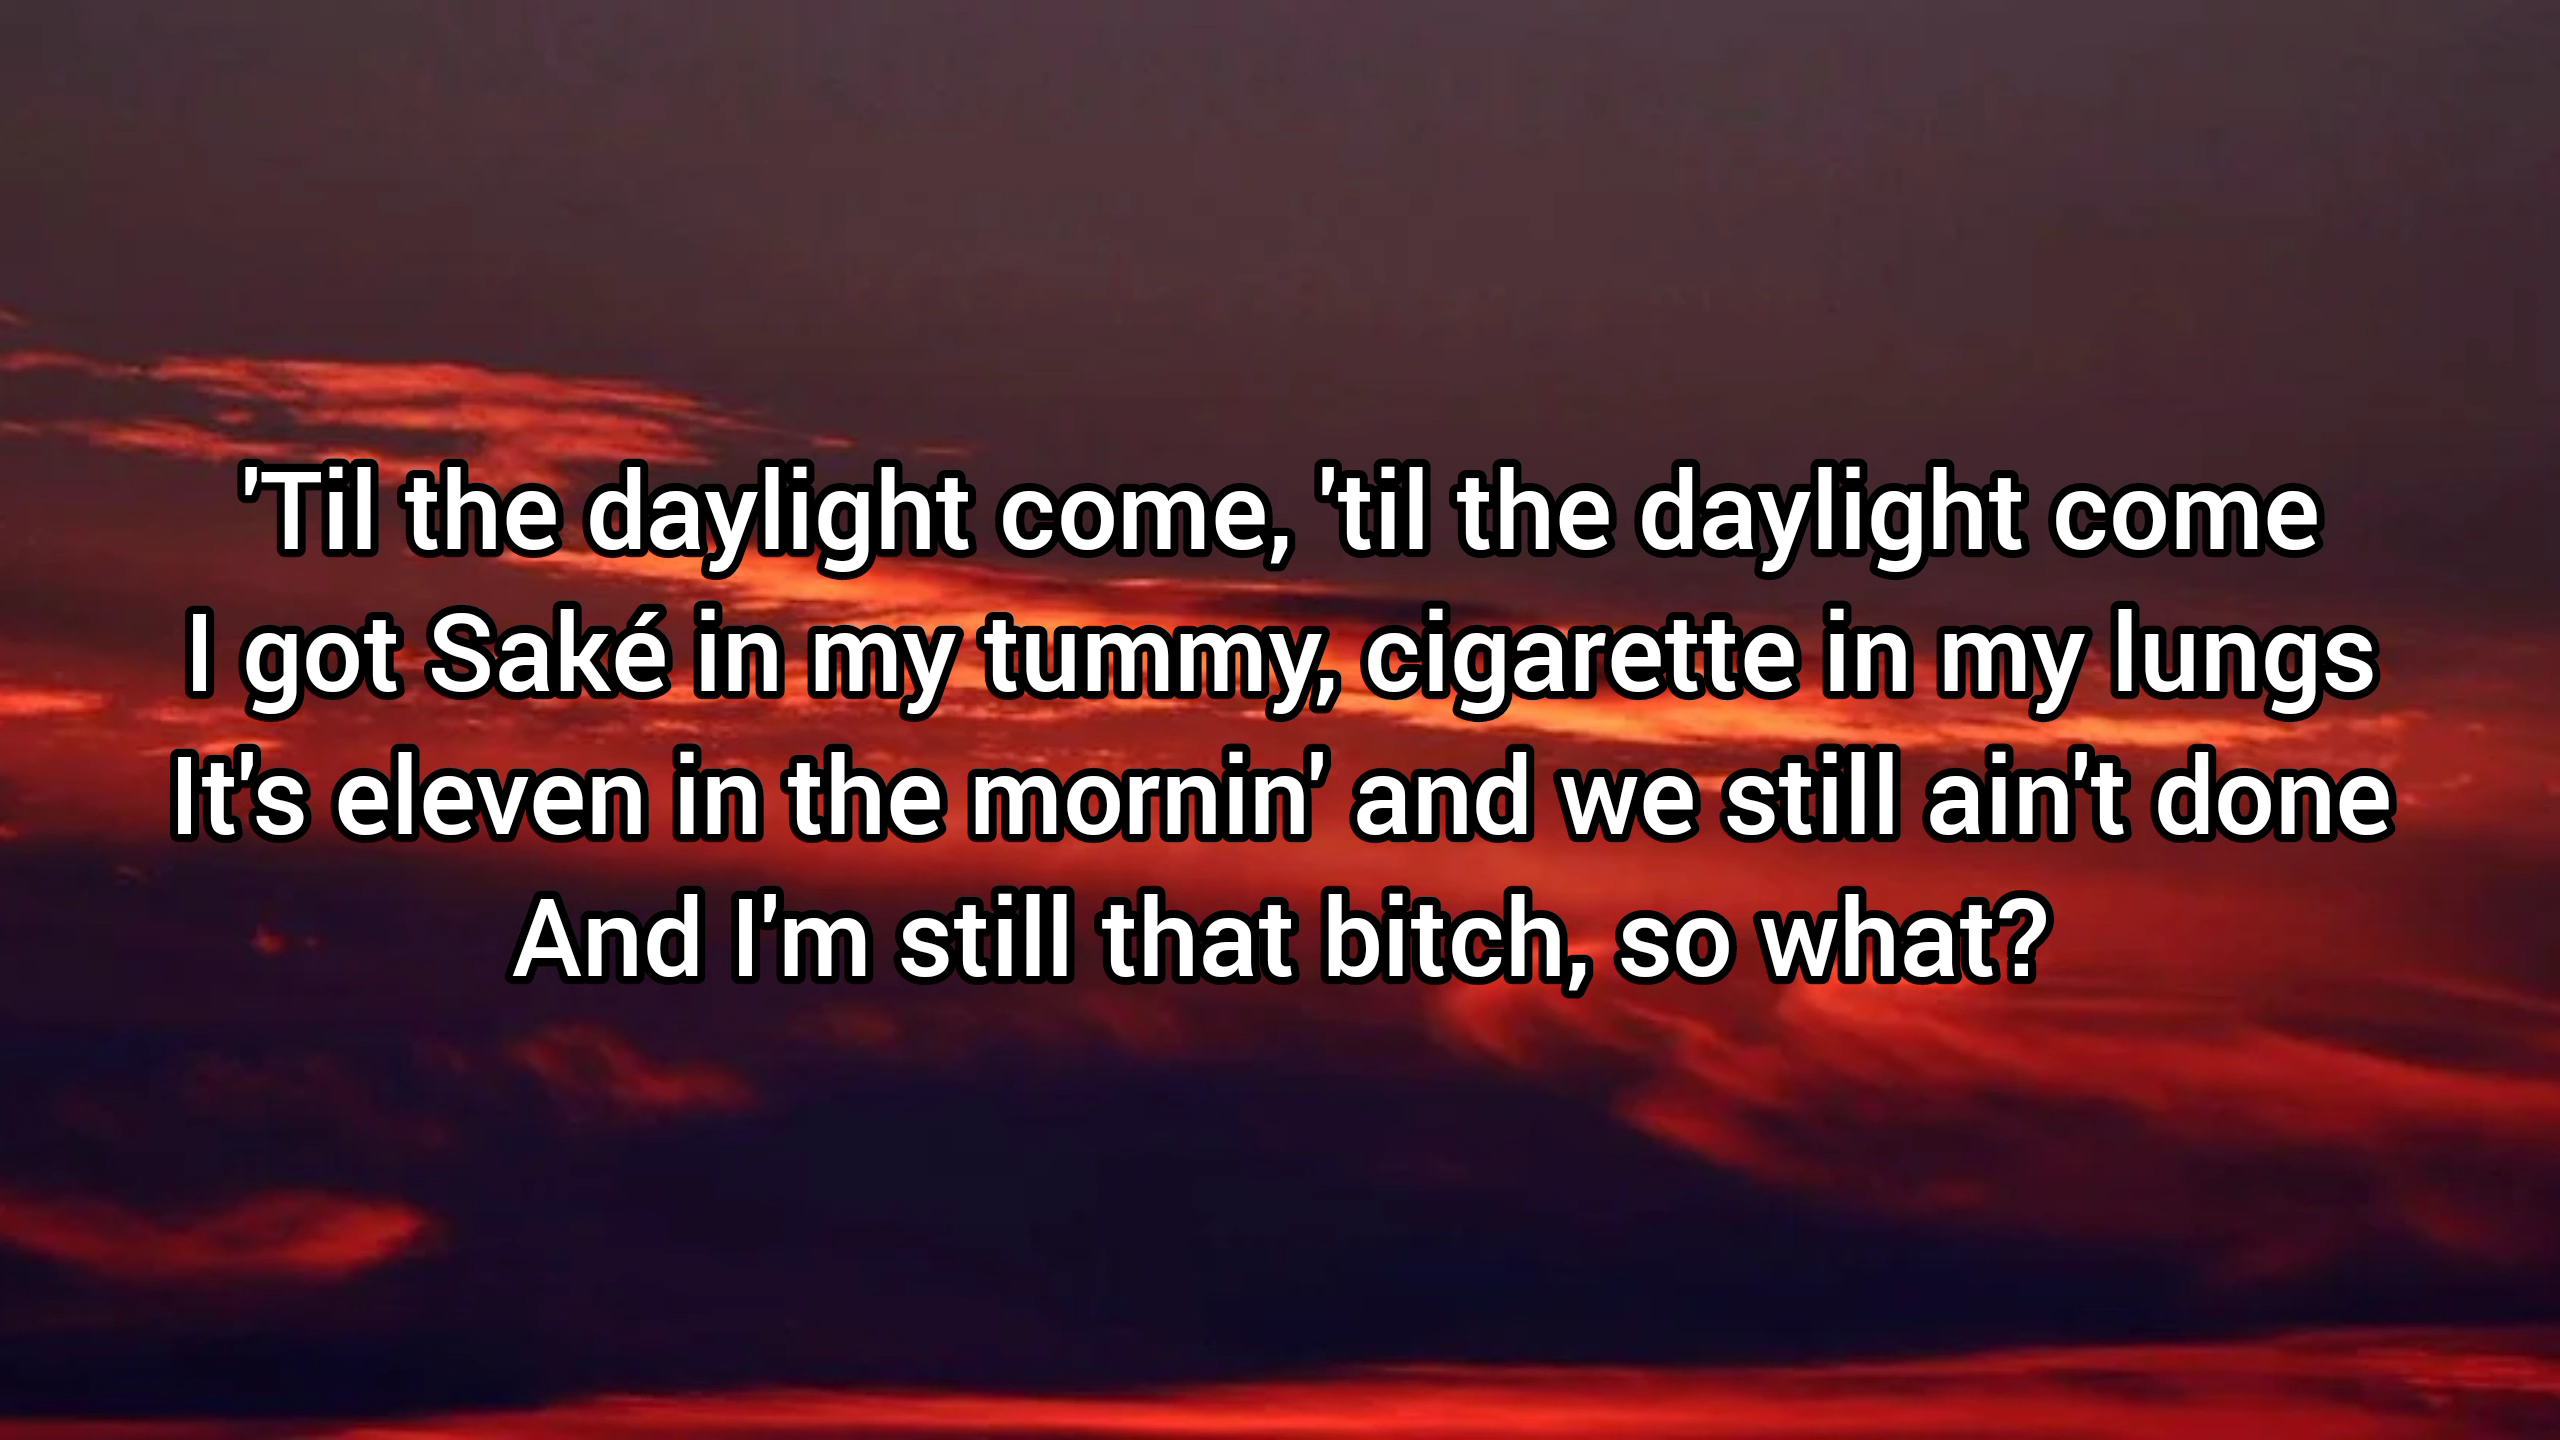 'Til the daylight come, 'til the daylight come
I got Saké in my tummy, cigarette in my lungs
It's eleven in the mornin' and we still ain't done
And I'm still that bitch, so what?